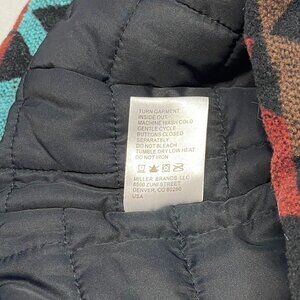 TURN GARMENT
INSIDE OUT
MACHINE WASH COLD
GENTLE CYCLE
BUTTONS CLOSED
SEPARATELY
DO NOT BLEACH
TUMBLE DRY LOW HEAT
DO NOT IRON
MILLER BRANDS LLC
8500 ZUNI STREET
DENVER, CO 80260
USA